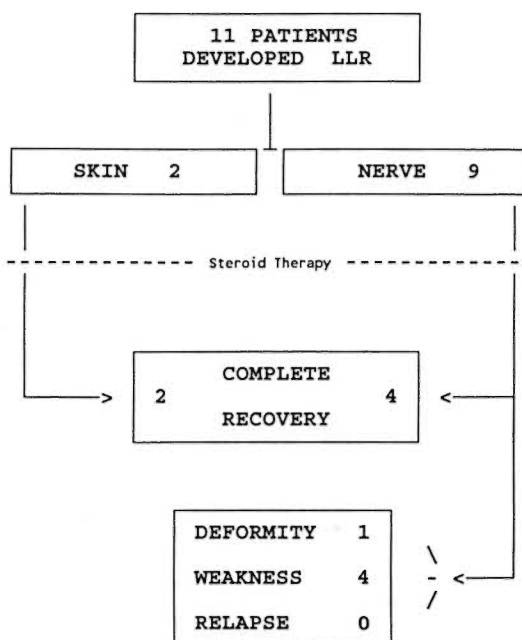 11 PATIENTS
DEVELOPED LLR
SKIN 2
NERVE 9
Steroid Therapy
COMPLETE
2 4
RECOVERY
DEFORMITY 1
WEAKNESS 4
RELAPSE 0